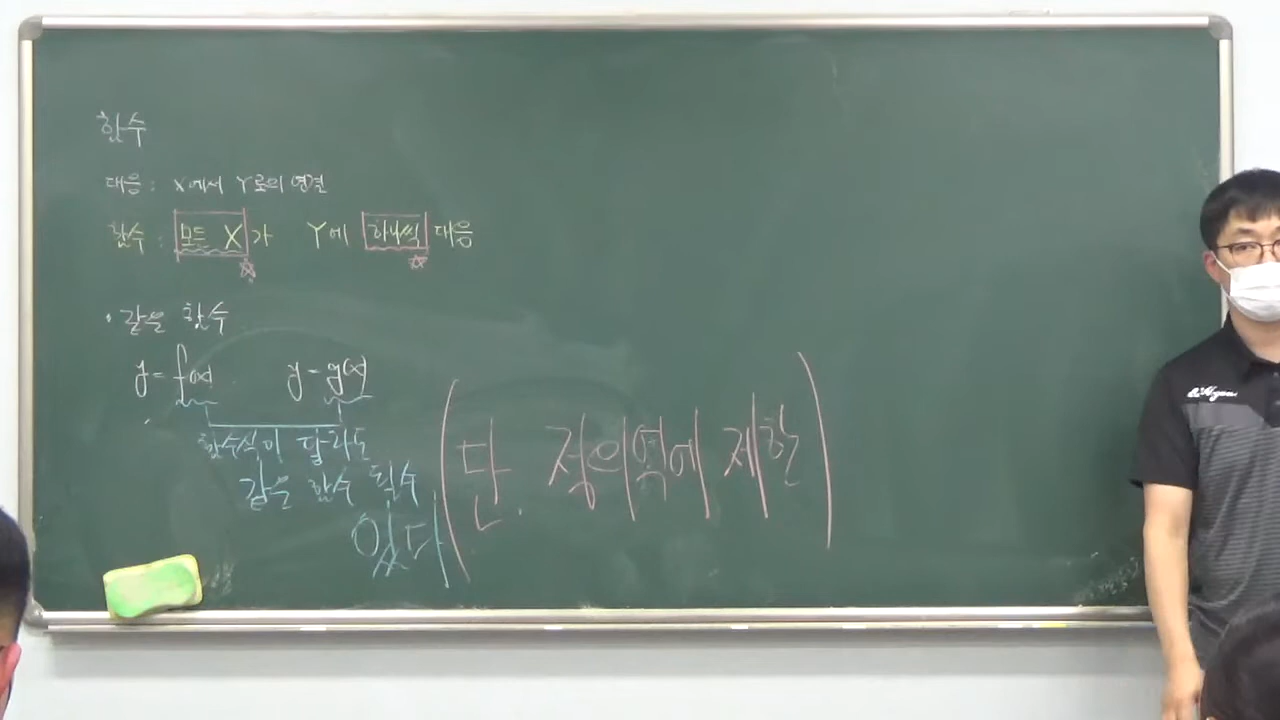 함수
대응 : X에서 Y로의 연결
함수 : 모든 X가 Y에 하나씩 대응
· 같은 함수
y = f(x) y = g(x)
함수식이 달라도
같은 함수 될수
있다
(단. 정의역에 제한)